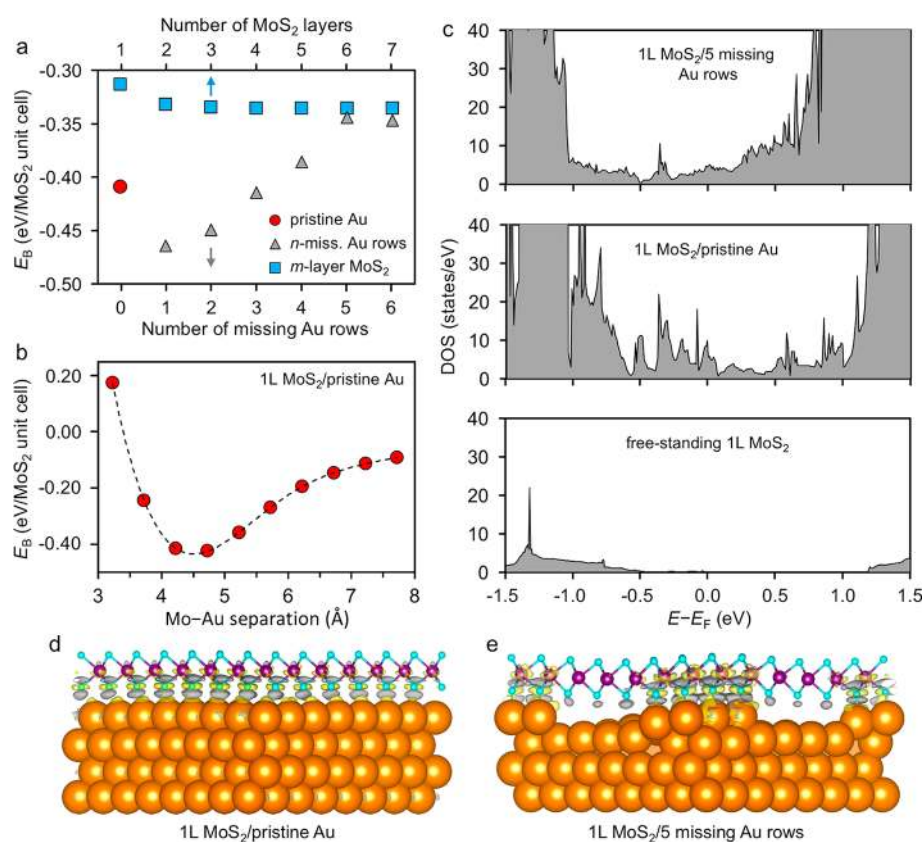 a
Number of MoS₂ layers
1 2 3 4 5 6 7
-0.30
-0.35
-0.40
-0.45
-0.50
E_B (eV/MoS₂ unit cell)
pristine Au
n-miss. Au rows
m-layer MoS₂
0 1 2 3 4 5 6
Number of missing Au rows
b
1L MoS₂/pristine Au
0.20
0.00
-0.20
-0.40
E_B (eV/MoS₂ unit cell)
3 4 5 6 7 8
Mo−Au separation (Å)
c
1L MoS₂/5 missing
Au rows
40
30
20
10
0
1L MoS₂/pristine Au
40
30
20
10
0
DOS (states/eV)
free-standing 1L MoS₂
40
30
20
10
0
-1.5 -1.0 -0.5 0.0 0.5 1.0 1.5
E−E_F (eV)
d
1L MoS₂/pristine Au
e
1L MoS₂/5 missing Au rows